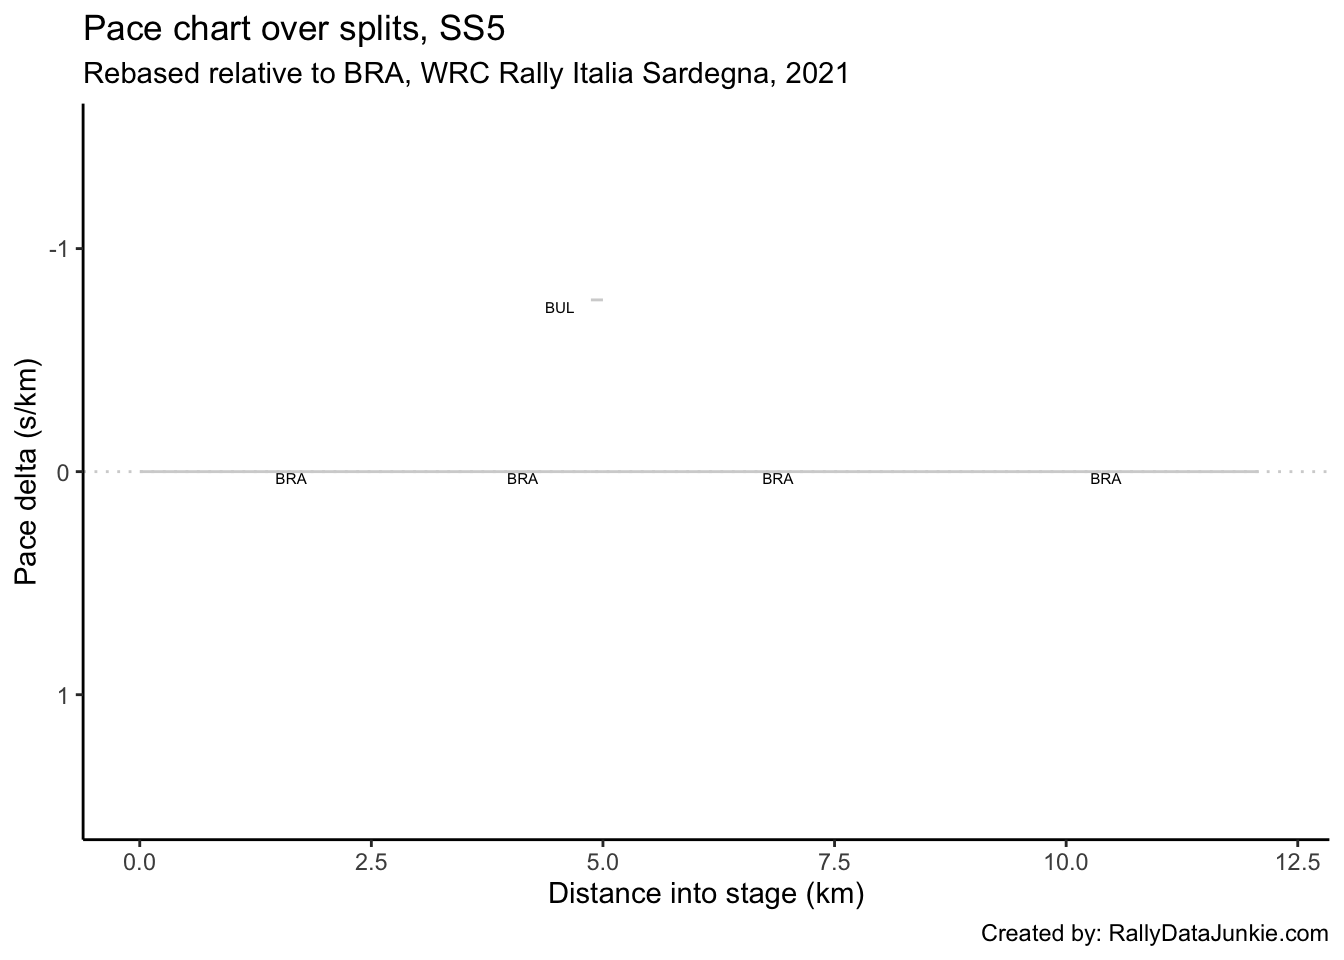 Pace chart over splits, SS5
Rebased relative to BRA, WRC Rally Italia Sardegna, 2021
Pace delta (s/km)
-1
BUL
0
BRA BRA BRA BRA
1
0.0 2.5 5.0 7.5 10.0 12.5
Distance into stage (km)
Created by: RallyDataJunkie.com